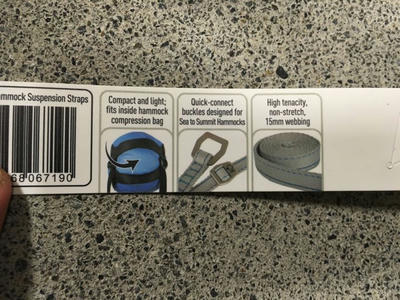 Suspension Straps
68067190
Compact and light;
fits inside hammock
compression bag
Quick-connect
buckles designed for
Sea to Summit Hammocks
High tenacity,
non-stretch,
15mm webbing